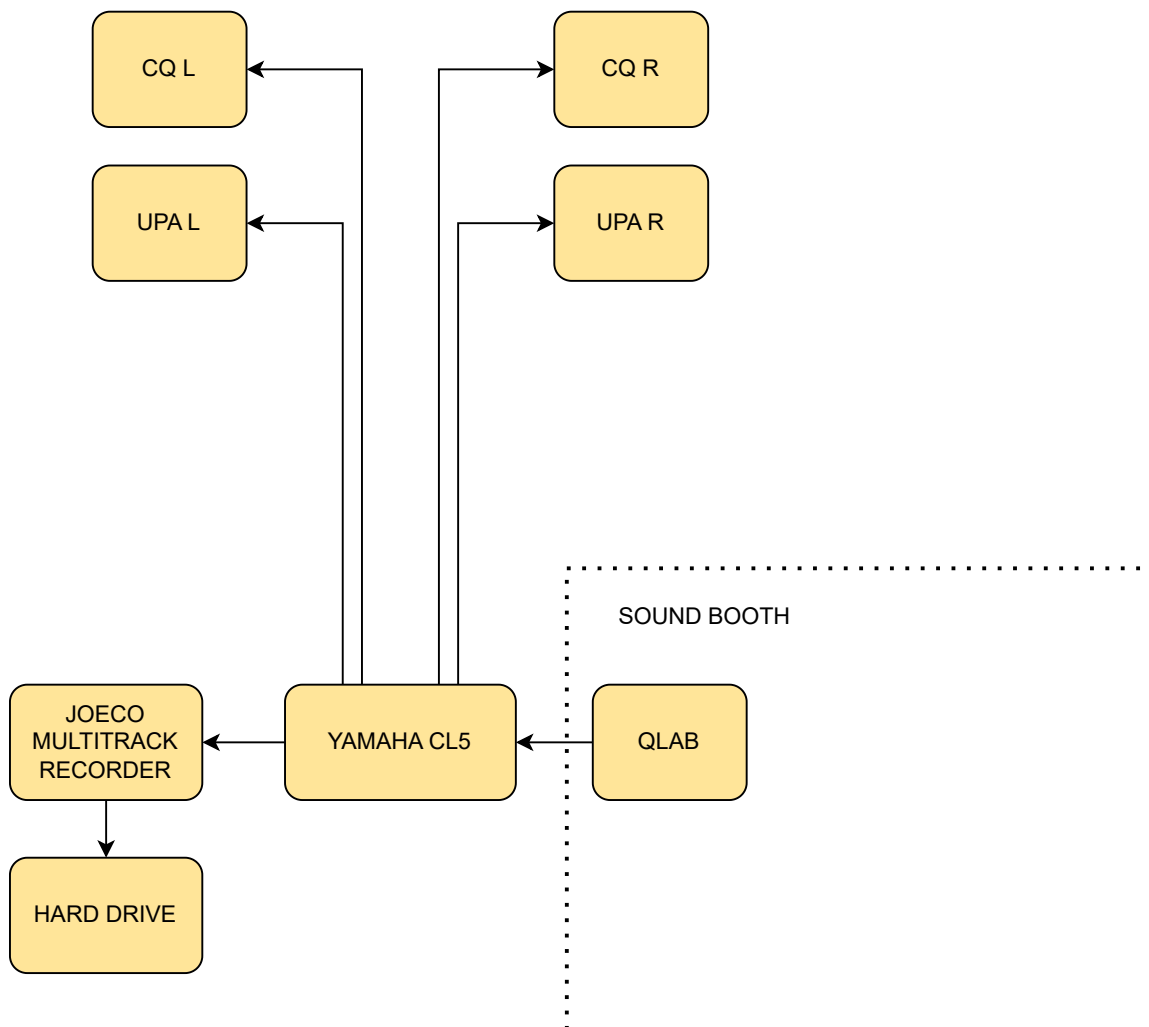 CQ L
CQ R
UPA L
UPA R
SOUND BOOTH
JOECO
MULTITRACK
RECORDER
YAMAHA CL5
QLAB
HARD DRIVE